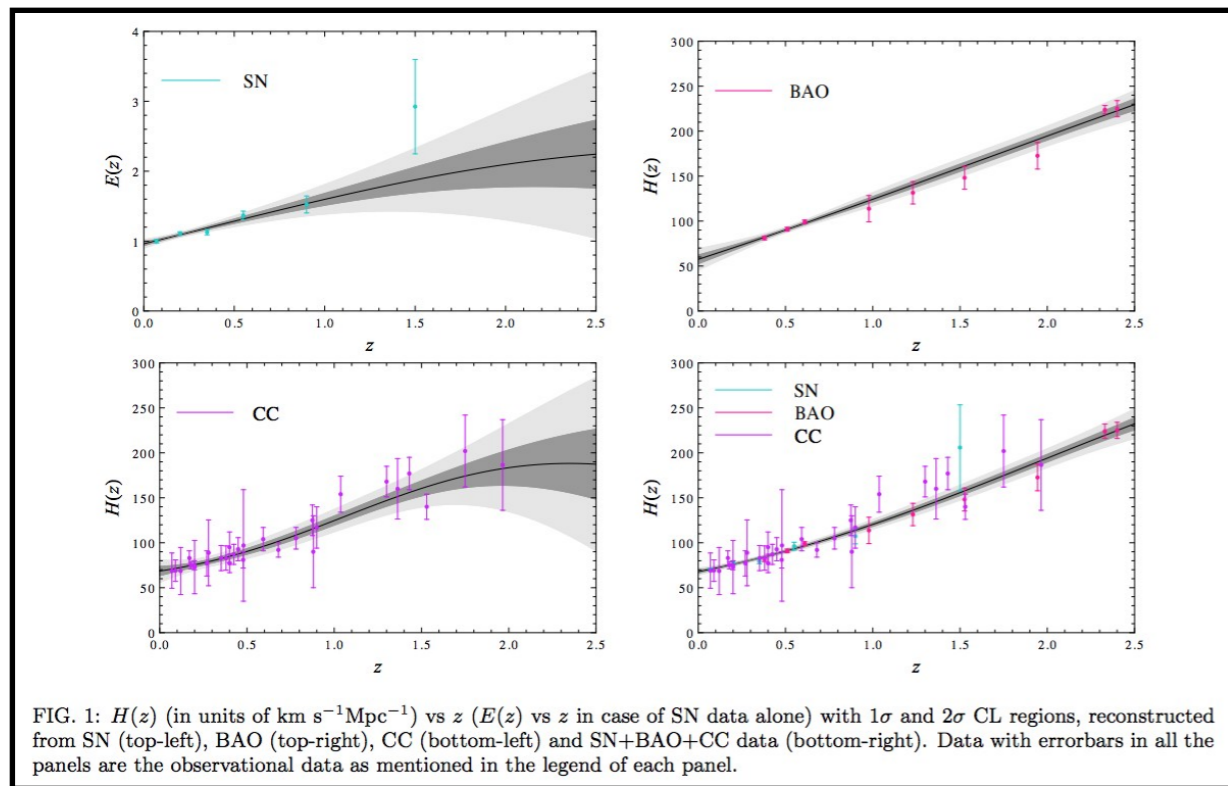 4
3
2
1
0
0.0 0.5 1.0 1.5 2.0 2.5
E(z)
z
SN
300
250
200
150
100
50
0
0.0 0.5 1.0 1.5 2.0 2.5
H(z)
z
BAO
300
250
200
150
100
50
0
0.0 0.5 1.0 1.5 2.0 2.5
H(z)
z
CC
300
250
200
150
100
50
0
0.0 0.5 1.0 1.5 2.0 2.5
H(z)
z
SN
BAO
CC
FIG. 1: H(z) (in units of km s⁻¹Mpc⁻¹) vs z (E(z) vs z in case of SN data alone) with 1σ and 2σ CL regions, reconstructed
from SN (top-left), BAO (top-right), CC (bottom-left) and SN+BAO+CC data (bottom-right). Data with errorbars in all the
panels are the observational data as mentioned in the legend of each panel.